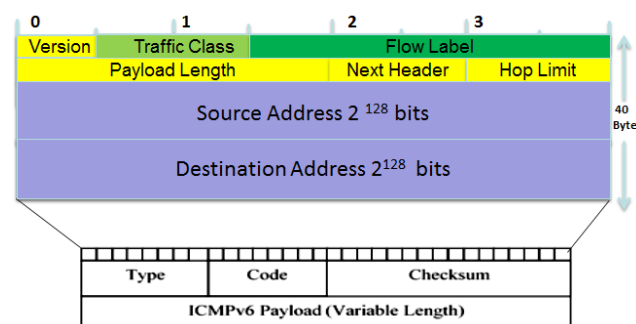 0 1 2 3
Version Traffic Class Flow Label
Payload Length Next Header Hop Limit
Source Address 2 ¹²⁸ bits
40
Byte
Destination Address 2¹²⁸ bits
Type Code Checksum
ICMPv6 Payload (Variable Length)